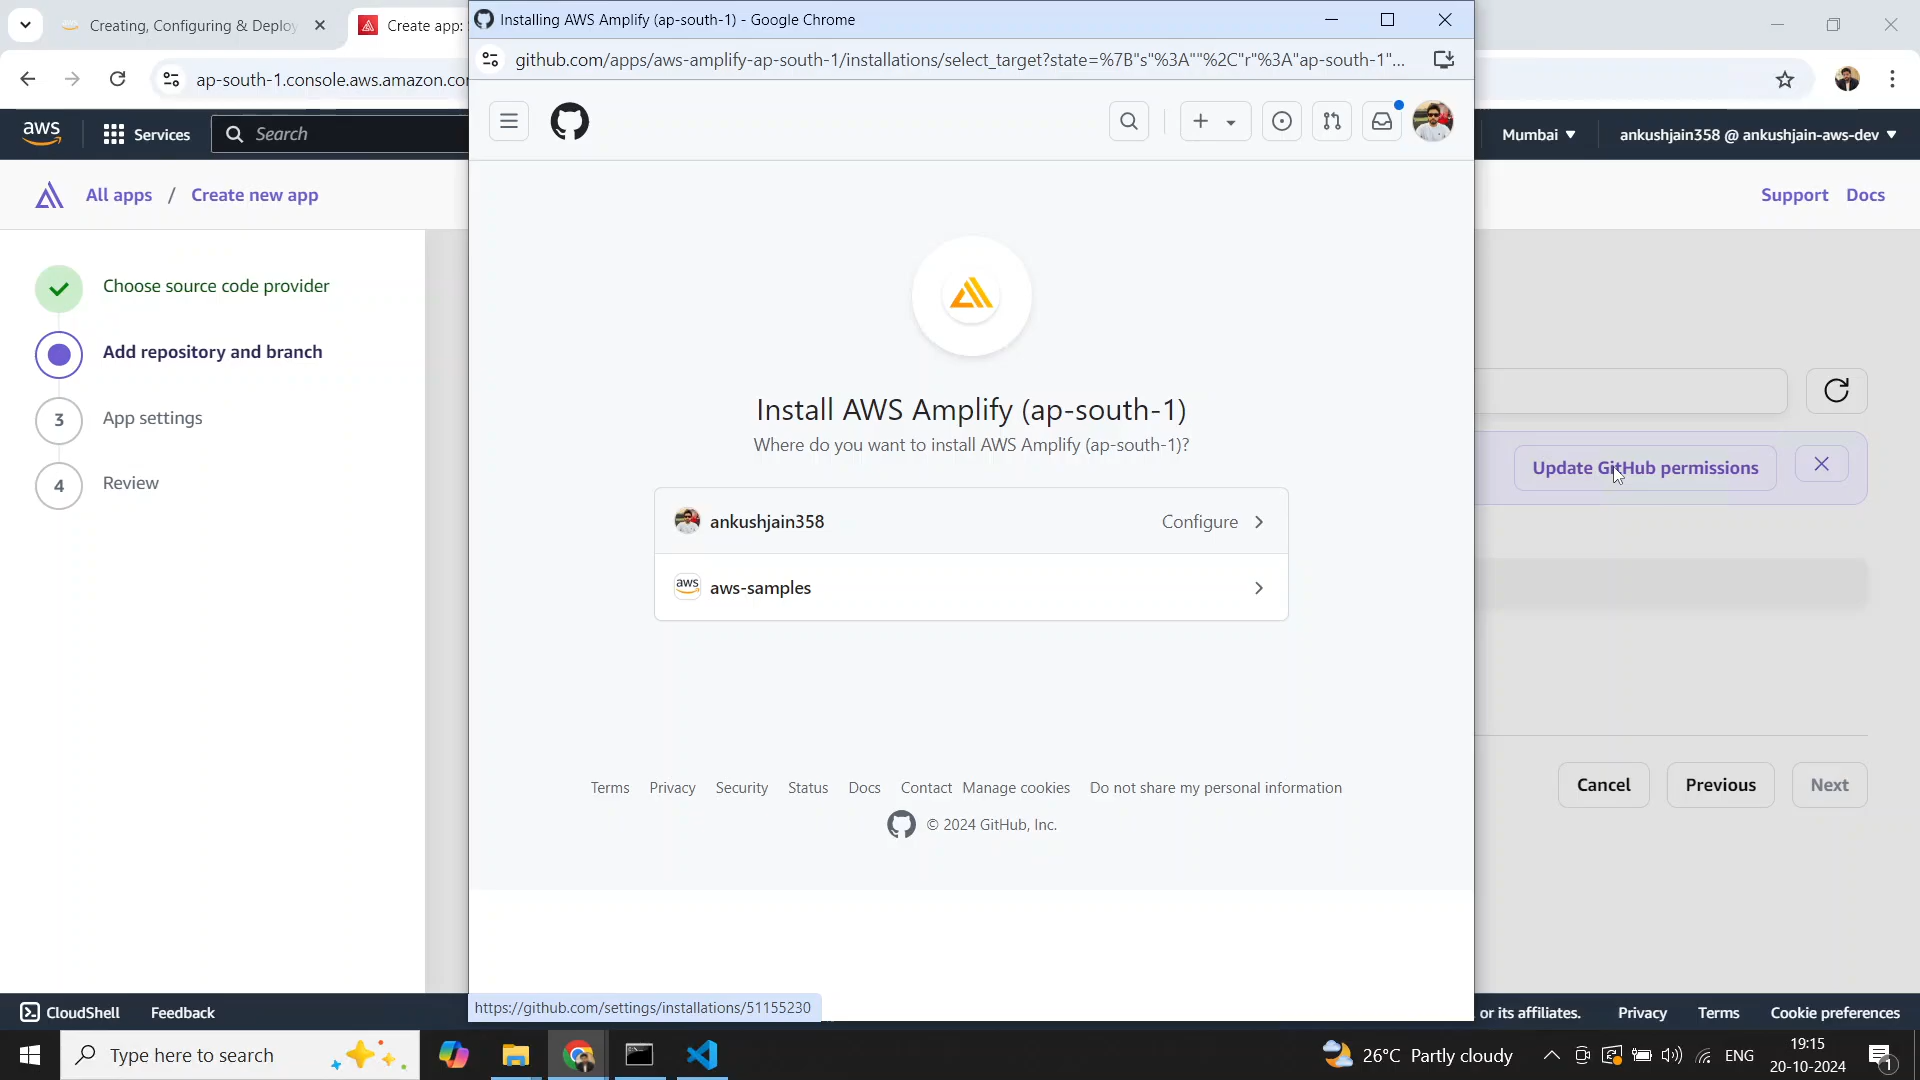 Creating, Configuring & Deploy
Create app:
Installing AWS Amplify (ap-south-1) - Google Chrome
github.com/apps/aws-amplify-ap-south-1/installations/select_target?state=%7B"s"%3A""%2C"r"%3A"ap-south-1"...
ap-south-1.console.aws.amazon.co
aws
Services
Search
Mumbai
ankushjain358 @ ankushjain-aws-dev
All apps / Create new app
Support
Docs
Choose source code provider
Add repository and branch
3
App settings
4
Review
Install AWS Amplify (ap-south-1)
Where do you want to install AWS Amplify (ap-south-1)?
ankushjain358
Configure
aws
aws-samples
Update GitHub permissions
Cancel
Previous
Next
Terms
Privacy
Security
Status
Docs
Contact
Manage cookies
Do not share my personal information
© 2024 GitHub, Inc.
https://github.com/settings/installations/51155230
CloudShell
Feedback
or its affiliates.
Privacy
Terms
Cookie preferences
Type here to search
26°C Partly cloudy
ENG
19:15
20-10-2024
1